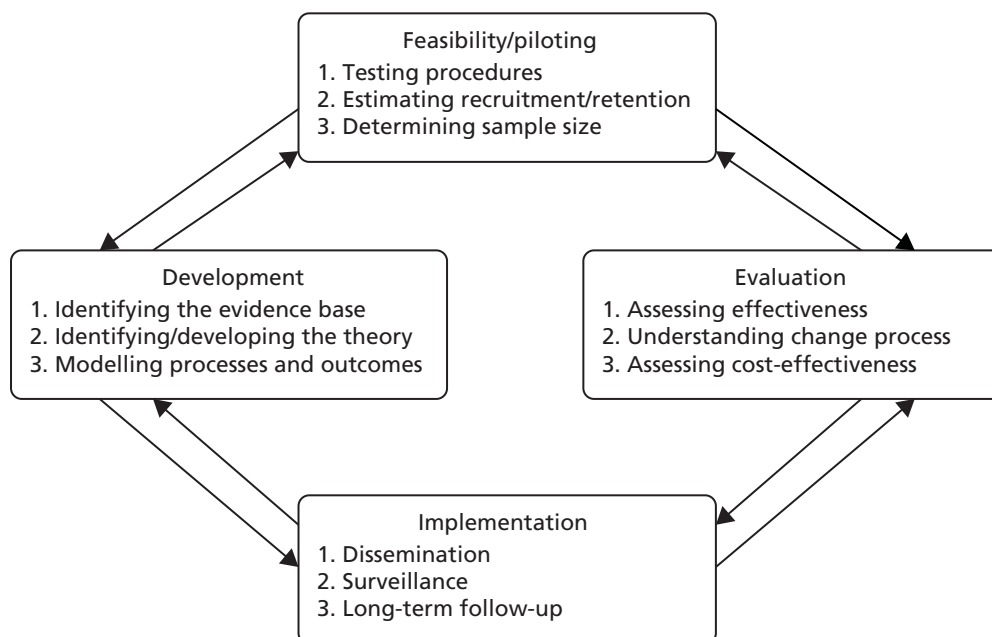 Feasibility/piloting
1. Testing procedures
2. Estimating recruitment/retention
3. Determining sample size
Development
1. Identifying the evidence base
2. Identifying/developing the theory
3. Modelling processes and outcomes
Evaluation
1. Assessing effectiveness
2. Understanding change process
3. Assessing cost-effectiveness
Implementation
1. Dissemination
2. Surveillance
3. Long-term follow-up